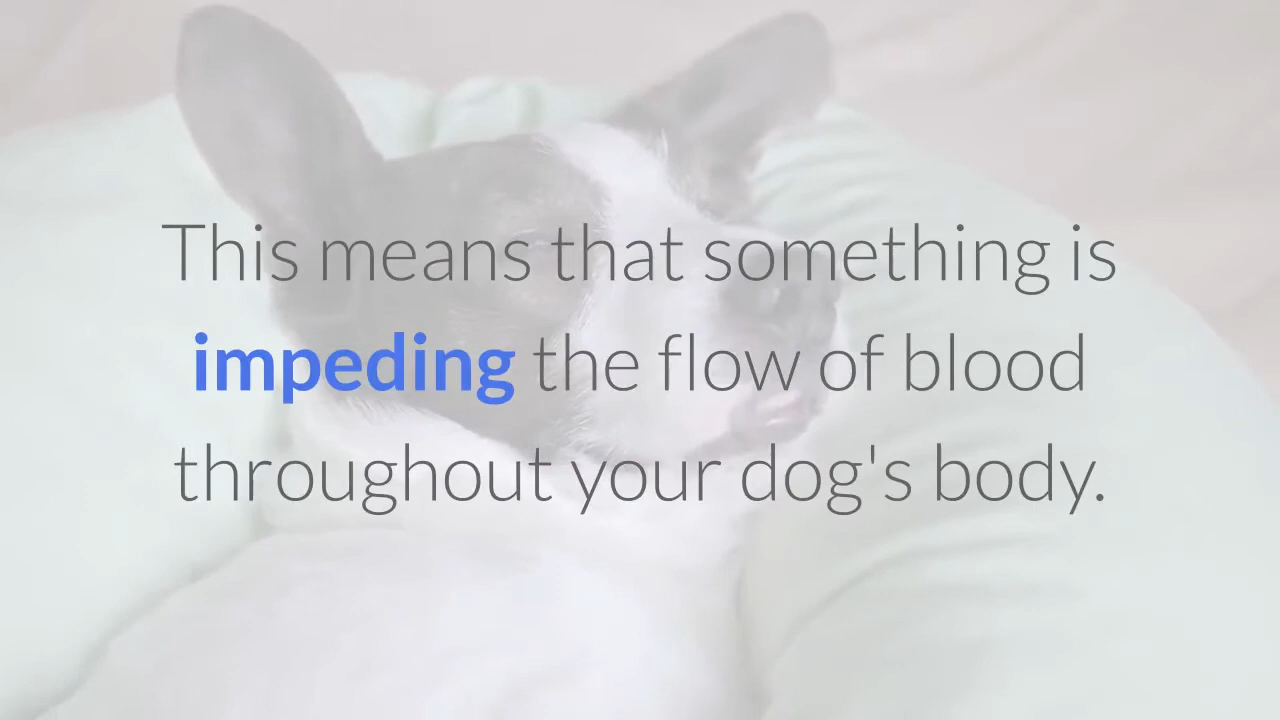 This means that something is
impeding the flow of blood
throughout your dog's body.